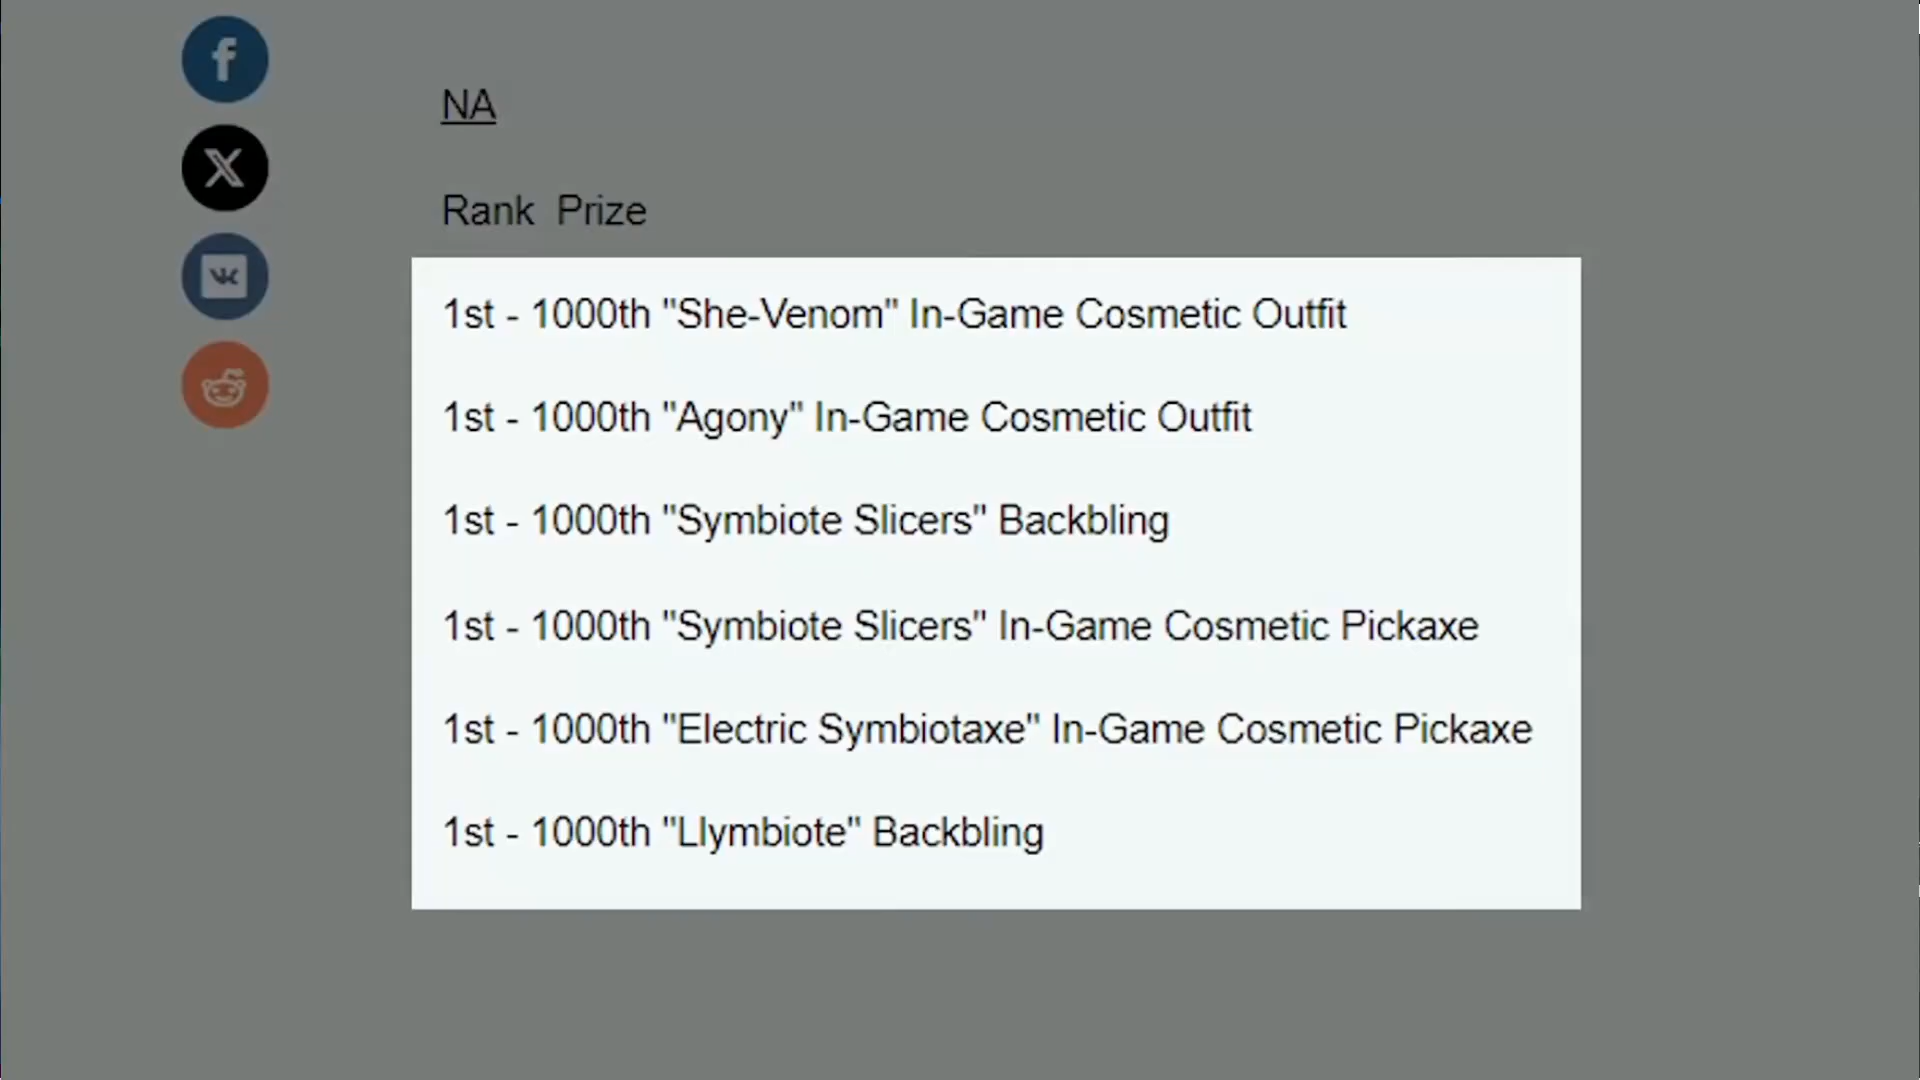 NA
Rank Prize
1st - 1000th "She-Venom" In-Game Cosmetic Outfit
1st - 1000th "Agony" In-Game Cosmetic Outfit
1st - 1000th "Symbiote Slicers" Backbling
1st - 1000th "Symbiote Slicers" In-Game Cosmetic Pickaxe
1st - 1000th "Electric Symbiotaxe" In-Game Cosmetic Pickaxe
1st - 1000th "Llymbiote" Backbling